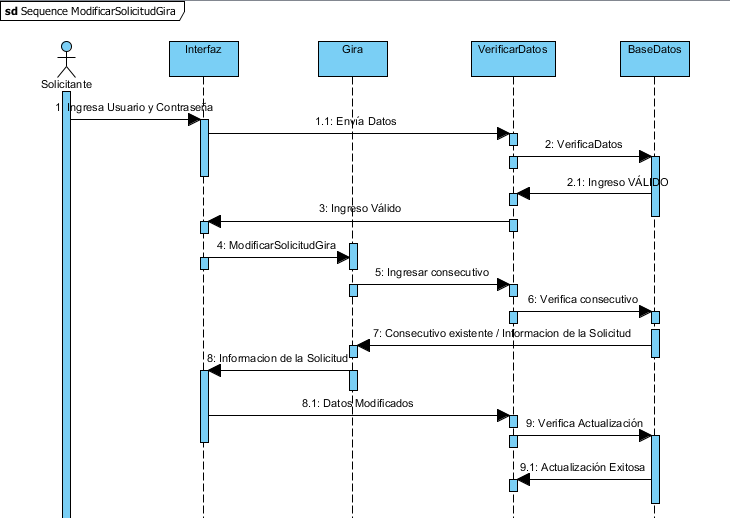 sd Sequence ModificarSolicitudGira
Interfaz
Gira
VerificarDatos
BaseDatos
Solicitante
1: Ingresa Usuario y Contraseña
1.1: Envía Datos
2: VerificaDatos
2.1: Ingreso VÁLIDO
3: Ingreso Válido
4: ModificarSolicitudGira
5: Ingresar consecutivo
6: Verifica consecutivo
7: Consecutivo existente / Informacion de la Solicitud
8: Informacion de la Solicitud
8.1: Datos Modificados
9: Verifica Actualización
9.1: Actualización Exitosa